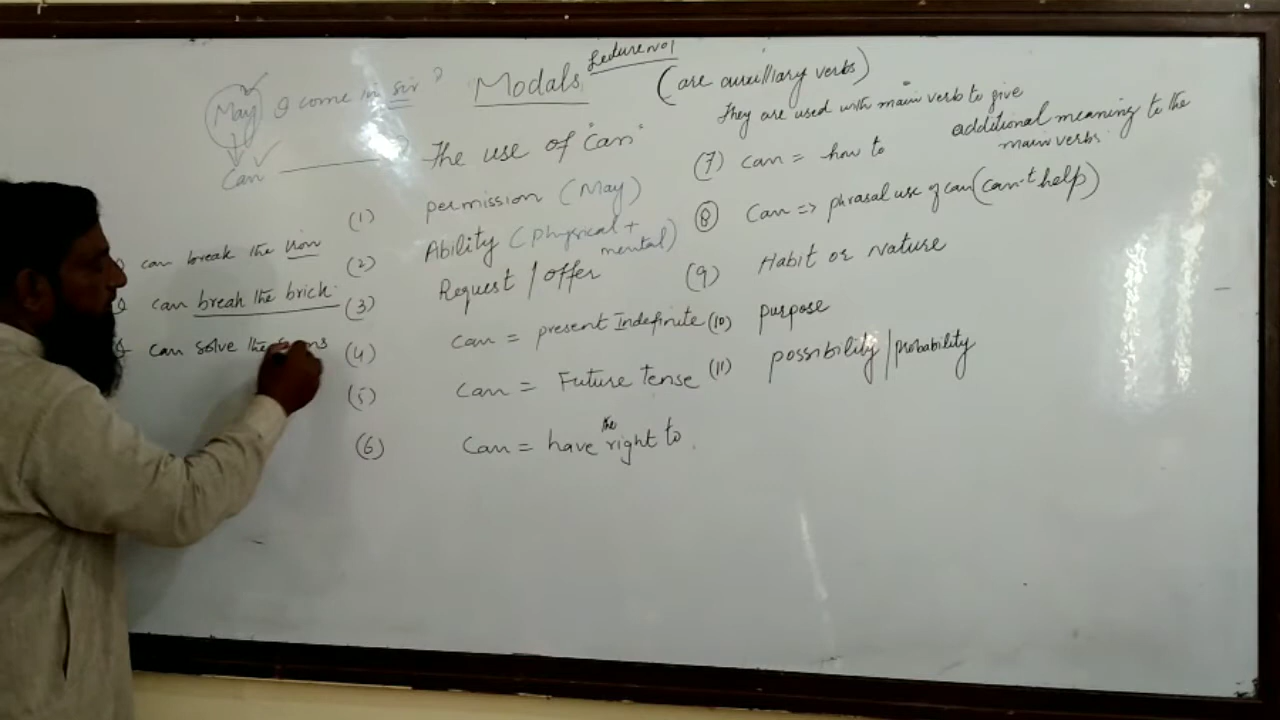 Lecture no 1
Modals
(are auxillary verbs)
They are used with main verb to give
additional meaning to the
main verbs.
May I come in sir ?
Can ?
The use of "Can"
(1) permission (May)
(2) Ability (physical + mental)
(3) Request / offer
(4) Can = present Indefinite
(5) Can = Future tense
(6) Can = have the right to
(7) Can = how to
(8) Can => phrasal use of can (can't help)
(9) Habit or Nature
(10) purpose
(11) possibility / probability
can break the iron
can break the brick.
I can solve the